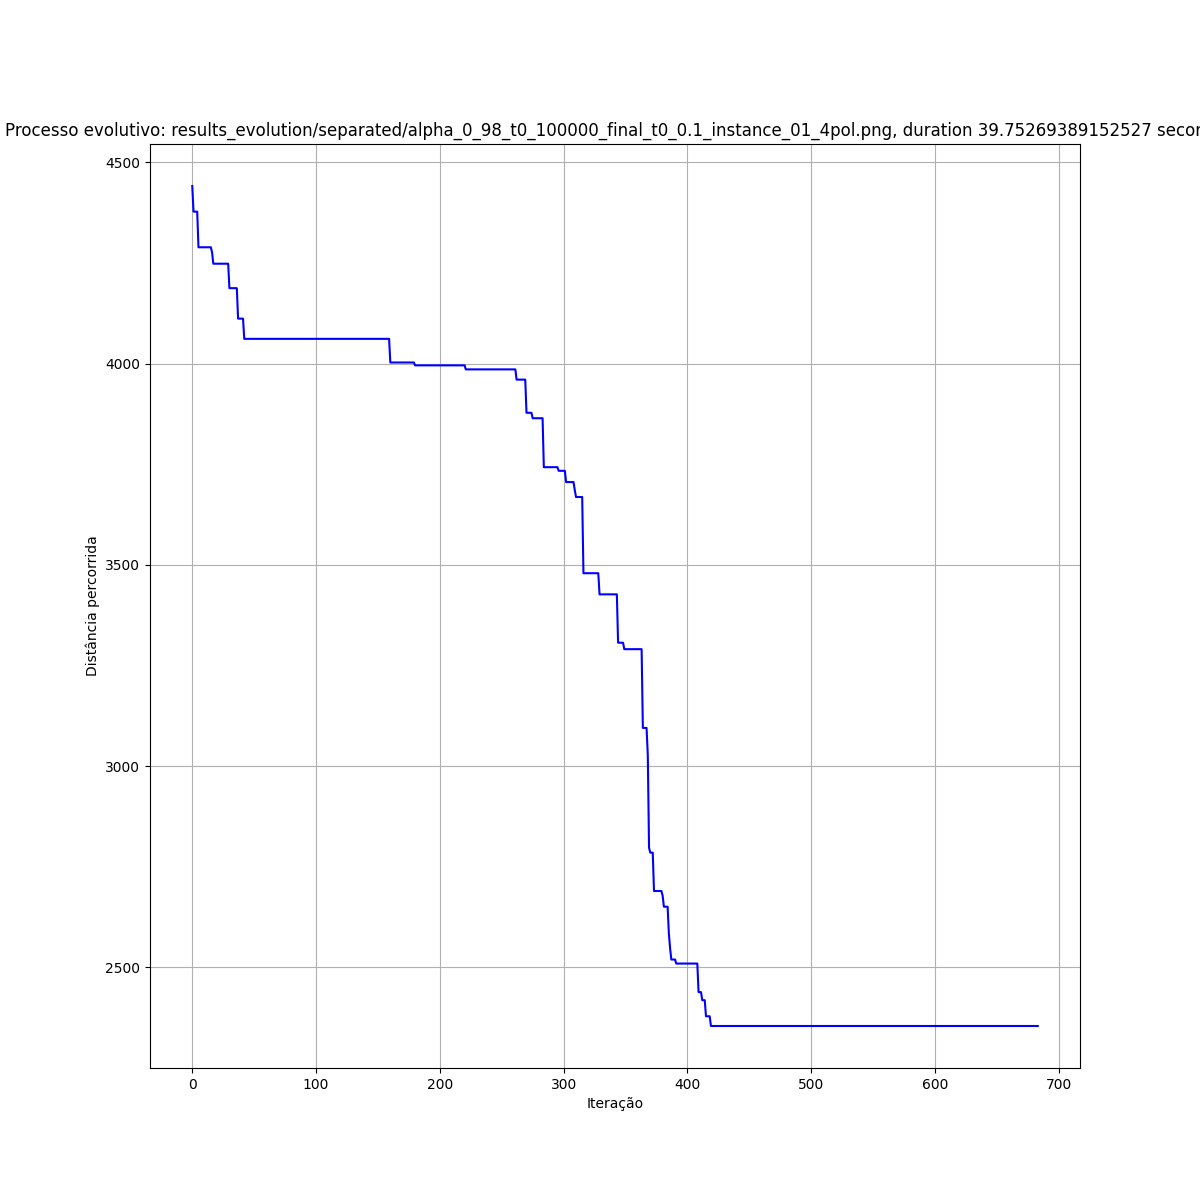 Processo evolutivo: results_evolution/separated/alpha_0_98_t0_100000_final_t0_0.1_instance_01_4pol.png, duration 39.75269389152527 secon
4500
4000
3500
3000
2500
Distância percorrida
0 100 200 300 400 500 600 700
Iteração